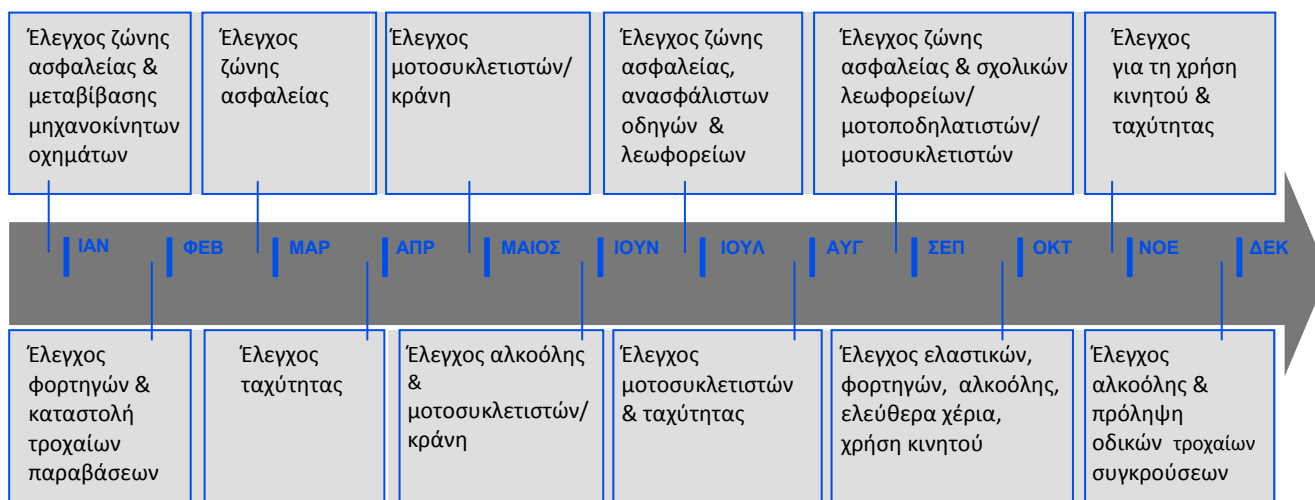 Έλεγχος ζώνης
ασφαλείας &
μεταβίβασης
μηχανοκίνητων
οχημάτων
Έλεγχος
ζώνης
ασφαλείας
Έλεγχος
μοτοσυκλετιστών/
κράνη
Έλεγχος ζώνης
ασφαλείας,
ανασφάλιστων
οδηγών &
λεωφορείων
Έλεγχος ζώνης
ασφαλείας & σχολικών
λεωφορείων/
μοτοποδηλατιστών/
μοτοσυκλετιστών
Έλεγχος
για τη χρήση
κινητού &
ταχύτητας
ΙΑΝ ΦΕΒ ΜΑΡ ΑΠΡ ΜΑΙΟΣ ΙΟΥΝ ΙΟΥΛ ΑΥΓ ΣΕΠ ΟΚΤ ΝΟΕ ΔΕΚ
Έλεγχος
φορτηγών &
καταστολή
τροχαίων
παραβάσεων
Έλεγχος
ταχύτητας
Έλεγχος αλκοόλης
&
μοτοσυκλετιστών/
κράνη
Έλεγχος
μοτοσυκλετιστών
& ταχύτητας
Έλεγχος ελαστικών,
φορτηγών, αλκοόλης,
ελεύθερα χέρια,
χρήση κινητού
Έλεγχος
αλκοόλης &
πρόληψη
οδικών τροχαίων
συγκρούσεων